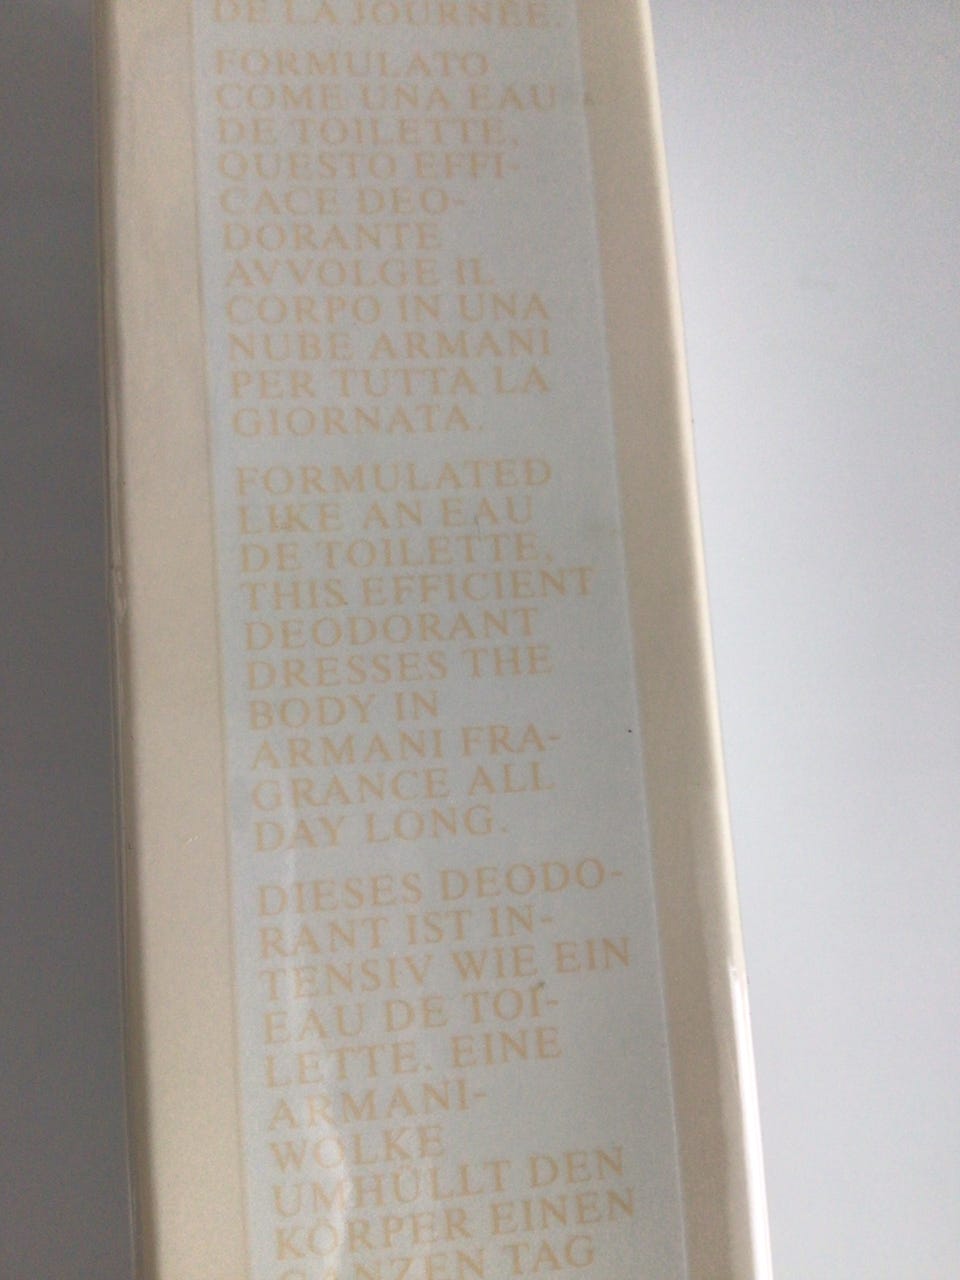 DE LA JOURNÉE.
FORMULATO
COME UNA EAU
DE TOILETTE,
QUESTO EFFI-
CACE DEO-
DORANTE
AVVOLGE IL
CORPO IN UNA
NUBE ARMANI
PER TUTTA LA
GIORNATA.
FORMULATED
LIKE AN EAU
DE TOILETTE,
THIS EFFICIENT
DEODORANT
DRESSES THE
BODY IN
ARMANI FRA-
GRANCE ALL
DAY LONG.
DIESES DEODO-
RANT IST IN-
TENSIV WIE EIN
EAU DE TOI-
LETTE. EINE
ARMANI-
WOLKE
UMHÜLLT DEN
KÖRPER EINEN
GANZEN TAG